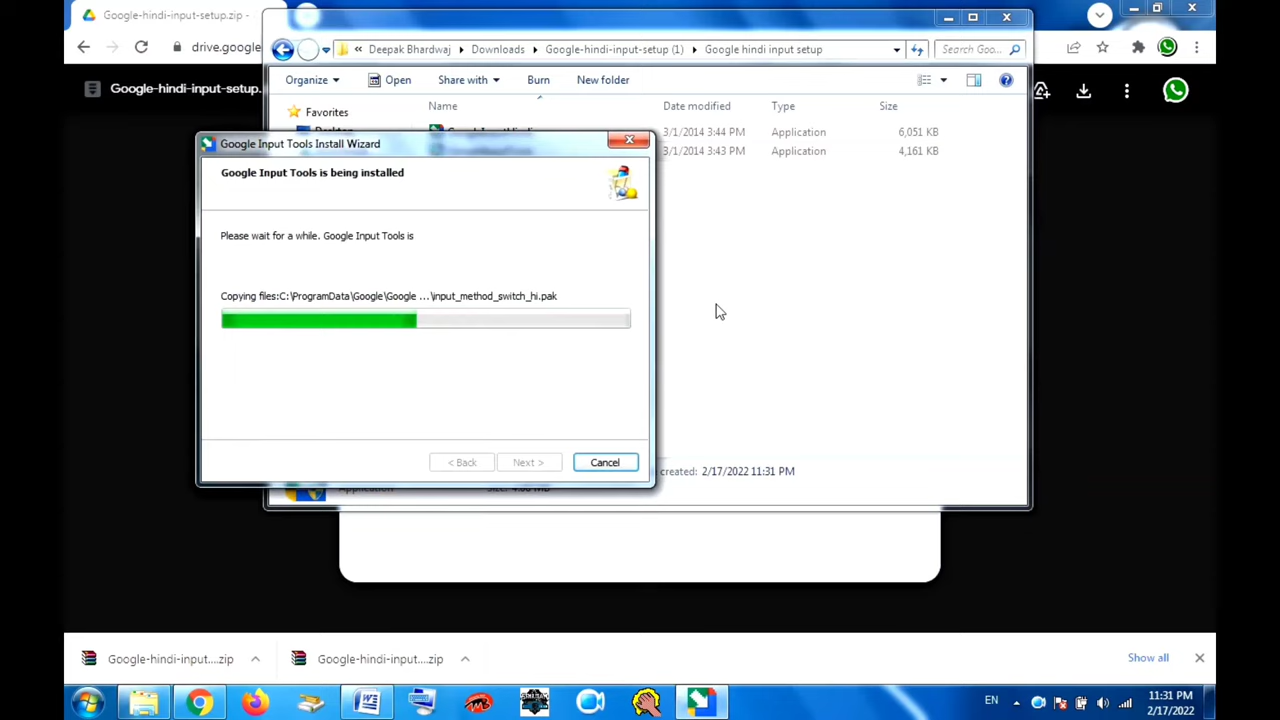 Google-hindi-input-setup.zip -
drive.google
Google-hindi-input-setup.
« Deepak Bhardwaj Downloads Google-hindi-input-setup (1) Google hindi input setup
Search Goo...
Organize Open Share with Burn New folder
Favorites
Desktop
Name Date modified Type Size
3/1/2014 3:44 PM Application 6,051 KB
3/1/2014 3:43 PM Application 4,161 KB
Google Input Tools Install Wizard
Google Input Tools is being installed
Please wait for a while. Google Input Tools is
Copying files:C:\ProgramData\Google\Google ...\input_method_switch_hi.pak
< Back Next > Cancel
created: 2/17/2022 11:31 PM
Application
Google-hindi-input....zip
Google-hindi-input....zip
Show all
EN
11:31 PM
2/17/2022